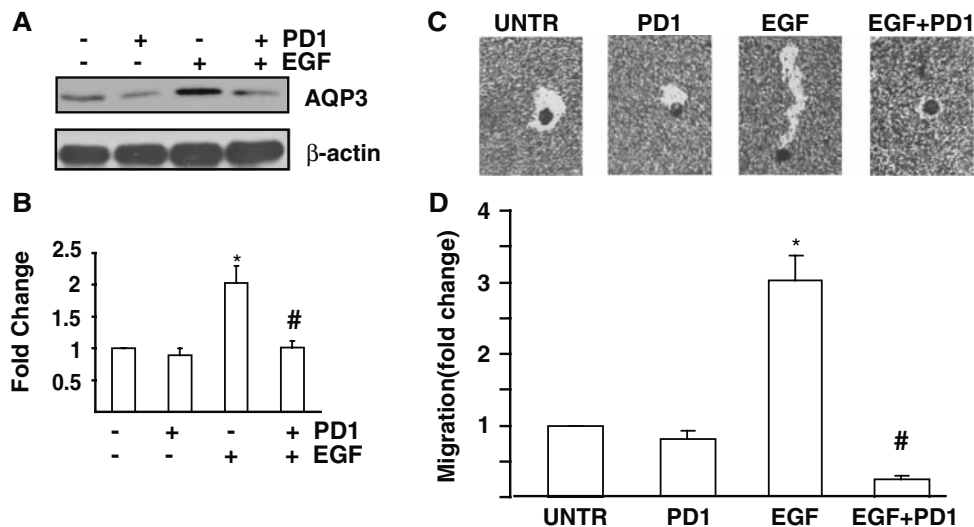 A
- + - + PD1
- - + + EGF
AQP3
β-actin
B
Fold Change
2.5
2
1.5
1
0.5
*
#
- + - + PD1
- - + + EGF
C
UNTR PD1 EGF EGF+PD1
D
Migration(fold change)
4
3
2
1
*
#
UNTR PD1 EGF EGF+PD1